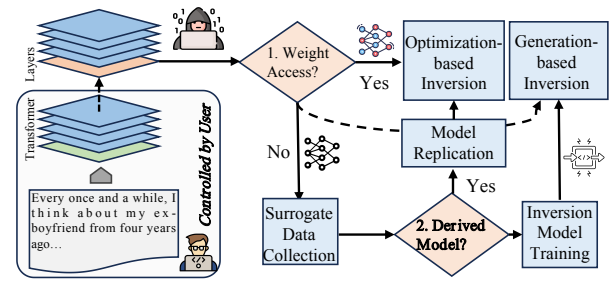 Layers
Transformer
Controlled by User
Every once and a while, I
think about my ex-
boyfriend from four years
ago…
1. Weight
Access?
Yes
No
Optimization-
based
Inversion
Generation-
based
Inversion
Model
Replication
Yes
Surrogate
Data
Collection
2. Derived
Model?
Inversion
Model
Training